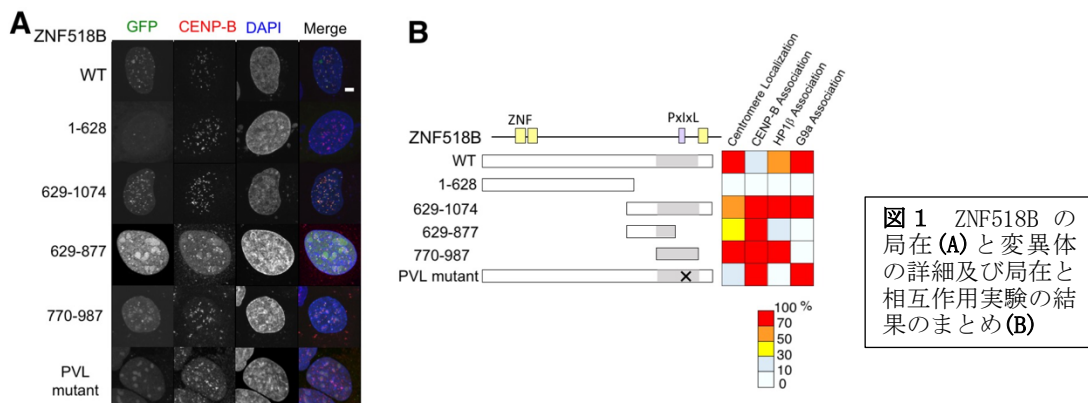 A
GFP CENP-B DAPI Merge
ZNF518B
WT
1-628
629-1074
629-877
770-987
PVL
mutant
B
Centromere Localization
CENP-B Association
HP1β Association
G9a Association
ZNF
PxIxL
ZNF518B
WT
1-628
629-1074
629-877
770-987
PVL mutant
100 %
70
50
30
10
0
図1 ZNF518B の
局在(A)と変異体
の詳細及び局在と
相互作用実験の結
果のまとめ(B)